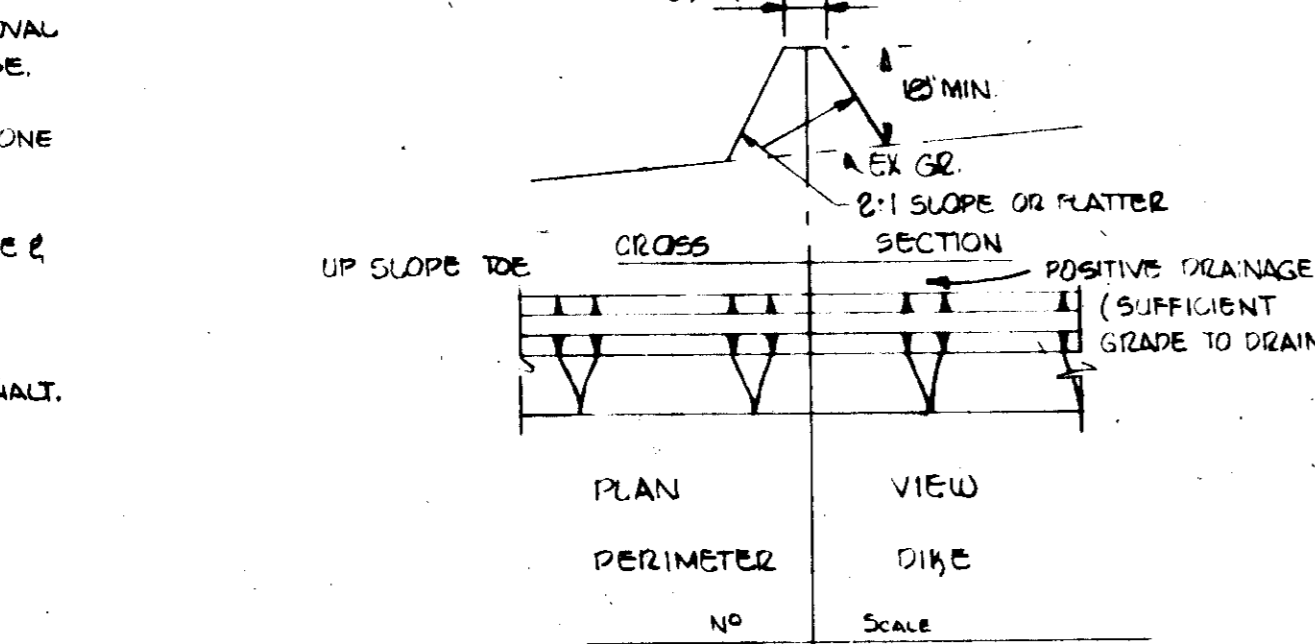 NAL
E.
ONE
E &
HALT.
18" MIN.
EX GR.
2:1 SLOPE OR FLATTER
CROSS SECTION
UP SLOPE TOE
POSITIVE DRAINAGE
(SUFFICIENT
GRADE TO DRAIN
PLAN VIEW
PERIMETER DIKE
NO SCALE